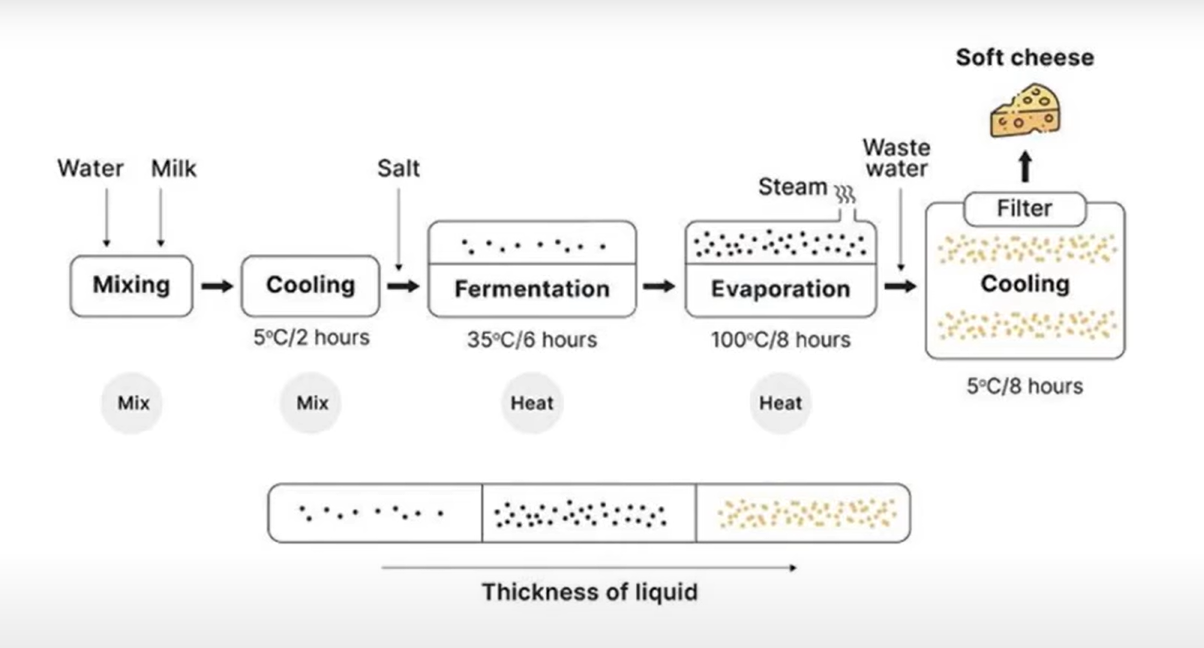 Soft cheese
Water
Milk
Salt
Steam
Waste
water
Filter
Mixing
Cooling
Fermentation
Evaporation
Cooling
5°C/2 hours
35°C/6 hours
100°C/8 hours
5°C/8 hours
Mix
Mix
Heat
Heat
Thickness of liquid